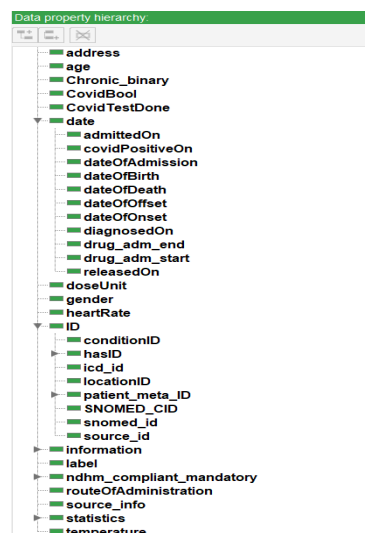 Data property hierarchy:
address
age
Chronic_binary
CovidBool
CovidTestDone
date
admittedOn
covidPositiveOn
dateOfAdmission
dateOfBirth
dateOfDeath
dateOfOffset
dateOfOnset
diagnosedOn
drug_adm_end
drug_adm_start
releasedOn
doseUnit
gender
heartRate
ID
conditionID
hasID
icd_id
locationID
patient_meta_ID
SNOMED_CID
snomed_id
source_id
information
label
ndhm_compliant_mandatory
routeOfAdministration
source_info
statistics
temperature